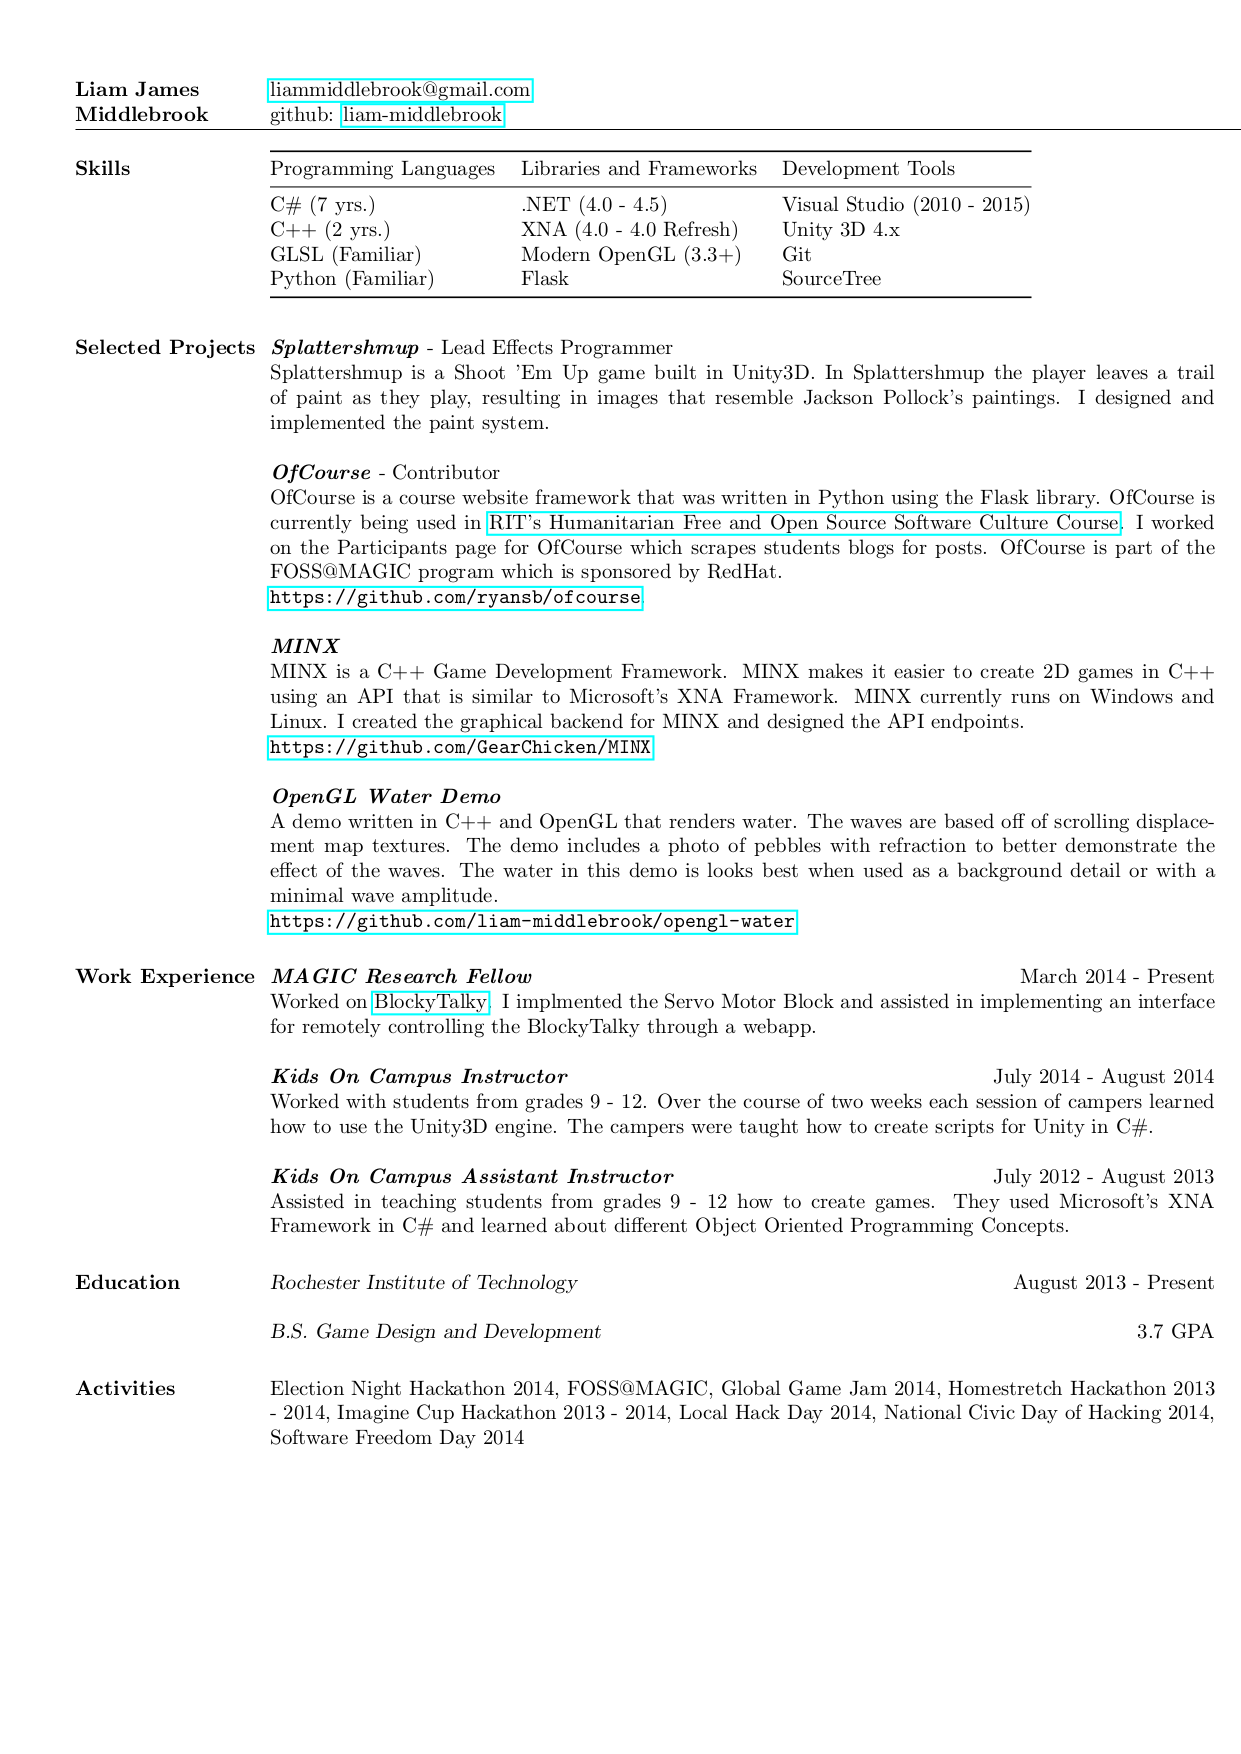 Liam James Middlebrook
liammiddlebrook@gmail.com
github: liam-middlebrook
Skills
Programming Languages Libraries and Frameworks Development Tools
C# (7 yrs.) .NET (4.0 - 4.5) Visual Studio (2010 - 2015)
C++ (2 yrs.) XNA (4.0 - 4.0 Refresh) Unity 3D 4.x
GLSL (Familiar) Modern OpenGL (3.3+) Git
Python (Familiar) Flask SourceTree
Selected Projects
Splattershmup - Lead Effects Programmer
Splattershmup is a Shoot 'Em Up game built in Unity3D. In Splattershmup the player leaves a trail
of paint as they play, resulting in images that resemble Jackson Pollock's paintings. I designed and
implemented the paint system.
OfCourse - Contributor
OfCourse is a course website framework that was written in Python using the Flask library. OfCourse is
currently being used in RIT's Humanitarian Free and Open Source Software Culture Course. I worked
on the Participants page for OfCourse which scrapes students blogs for posts. OfCourse is part of the
FOSS@MAGIC program which is sponsored by RedHat.
https://github.com/ryansb/ofcourse
MINX
MINX is a C++ Game Development Framework. MINX makes it easier to create 2D games in C++
using an API that is similar to Microsoft's XNA Framework. MINX currently runs on Windows and
Linux. I created the graphical backend for MINX and designed the API endpoints.
https://github.com/GearChicken/MINX
OpenGL Water Demo
A demo written in C++ and OpenGL that renders water. The waves are based off of scrolling displace-
ment map textures. The demo includes a photo of pebbles with refraction to better demonstrate the
effect of the waves. The water in this demo is looks best when used as a background detail or with a
minimal wave amplitude.
https://github.com/liam-middlebrook/opengl-water
Work Experience
MAGIC Research Fellow March 2014 - Present
Worked on BlockyTalky. I implmented the Servo Motor Block and assisted in implementing an interface
for remotely controlling the BlockyTalky through a webapp.
Kids On Campus Instructor July 2014 - August 2014
Worked with students from grades 9 - 12. Over the course of two weeks each session of campers learned
how to use the Unity3D engine. The campers were taught how to create scripts for Unity in C#.
Kids On Campus Assistant Instructor July 2012 - August 2013
Assisted in teaching students from grades 9 - 12 how to create games. They used Microsoft's XNA
Framework in C# and learned about different Object Oriented Programming Concepts.
Education
Rochester Institute of Technology August 2013 - Present
B.S. Game Design and Development 3.7 GPA
Activities
Election Night Hackathon 2014, FOSS@MAGIC, Global Game Jam 2014, Homestretch Hackathon 2013
- 2014, Imagine Cup Hackathon 2013 - 2014, Local Hack Day 2014, National Civic Day of Hacking 2014,
Software Freedom Day 2014